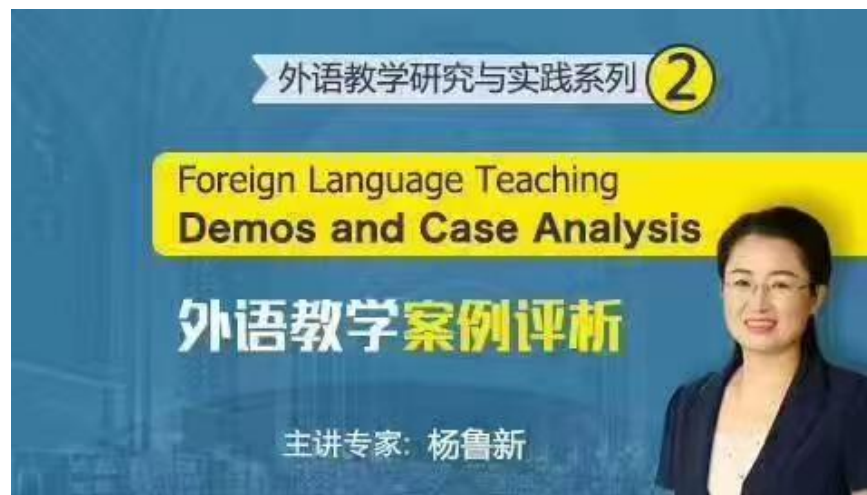 外语教学研究与实践系列 2
Foreign Language Teaching
Demos and Case Analysis
外语教学案例评析
主讲专家: 杨鲁新